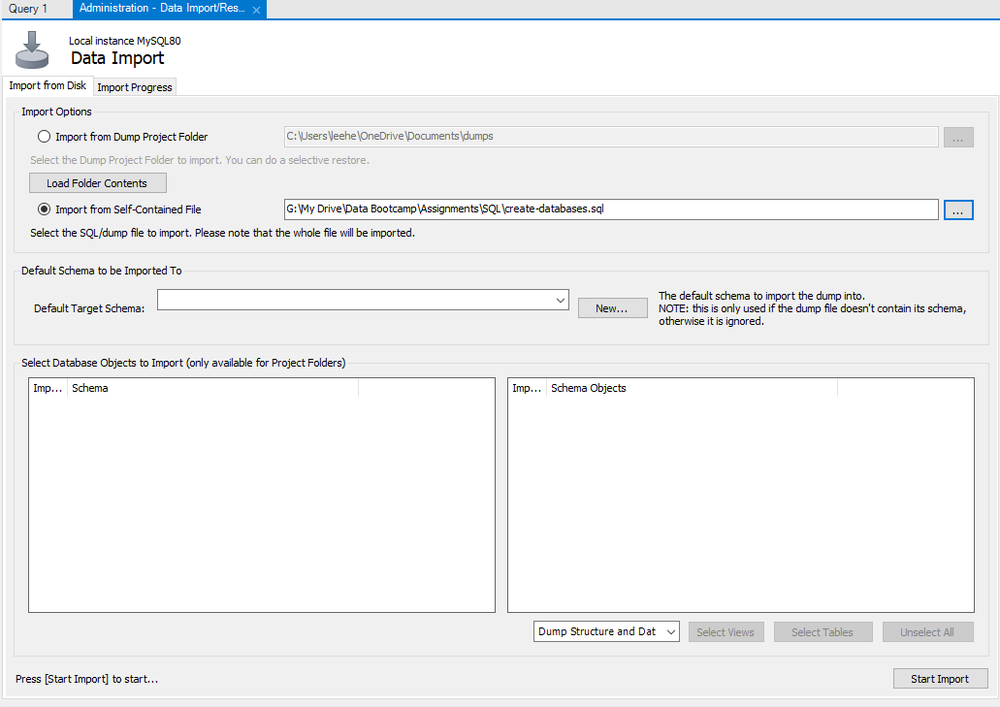 Query 1
Administration - Data Import/Res...
Local instance MySQL80
Data Import
Import from Disk
Import Progress
Import Options
Import from Dump Project Folder
C:\Users\leehe\OneDrive\Documents\dumps
...
Select the Dump Project Folder to import. You can do a selective restore.
Load Folder Contents
Import from Self-Contained File
G:\My Drive\Data Bootcamp\Assignments\SQL\create-databases.sql
...
Select the SQL/dump file to import. Please note that the whole file will be imported.
Default Schema to be Imported To
Default Target Schema:
New...
The default schema to import the dump into.
NOTE: this is only used if the dump file doesn't contain its schema,
otherwise it is ignored.
Select Database Objects to Import (only available for Project Folders)
Imp... Schema
Imp... Schema Objects
Dump Structure and Dat
Select Views
Select Tables
Unselect All
Press [Start Import] to start...
Start Import